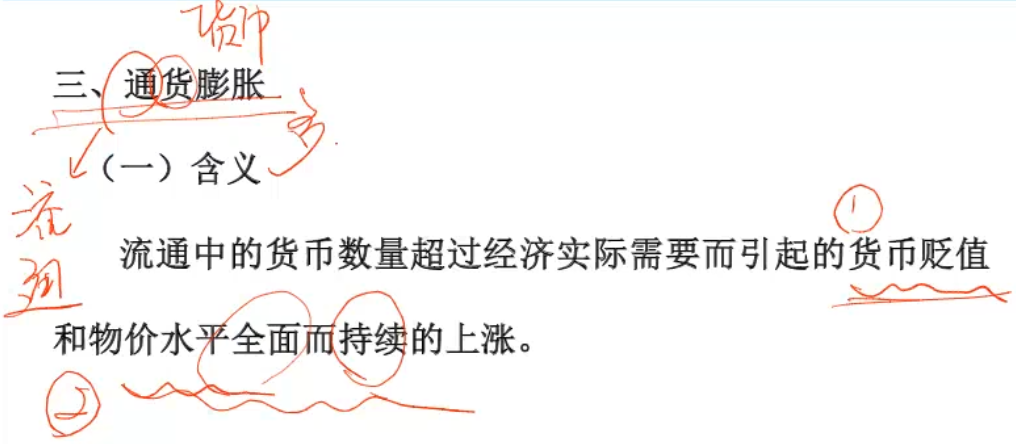 货币
三、通货膨胀
多
（一）含义
流通中的货币数量超过经济实际需要而引起的货币贬值
①
和物价水平全面而持续的上涨。
②